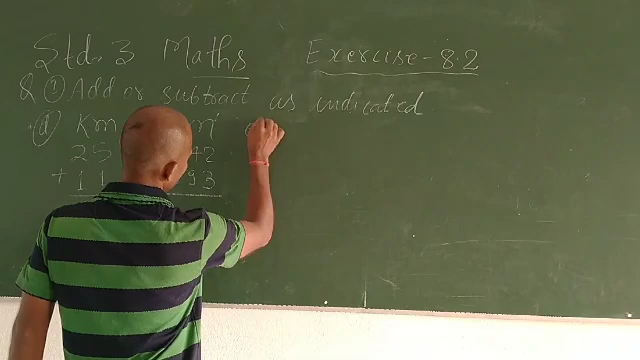 Std. 3 Maths Exercise-8.2
Q ① Add or subtract as indicated
(d) Km m
25 42
+ 11 93